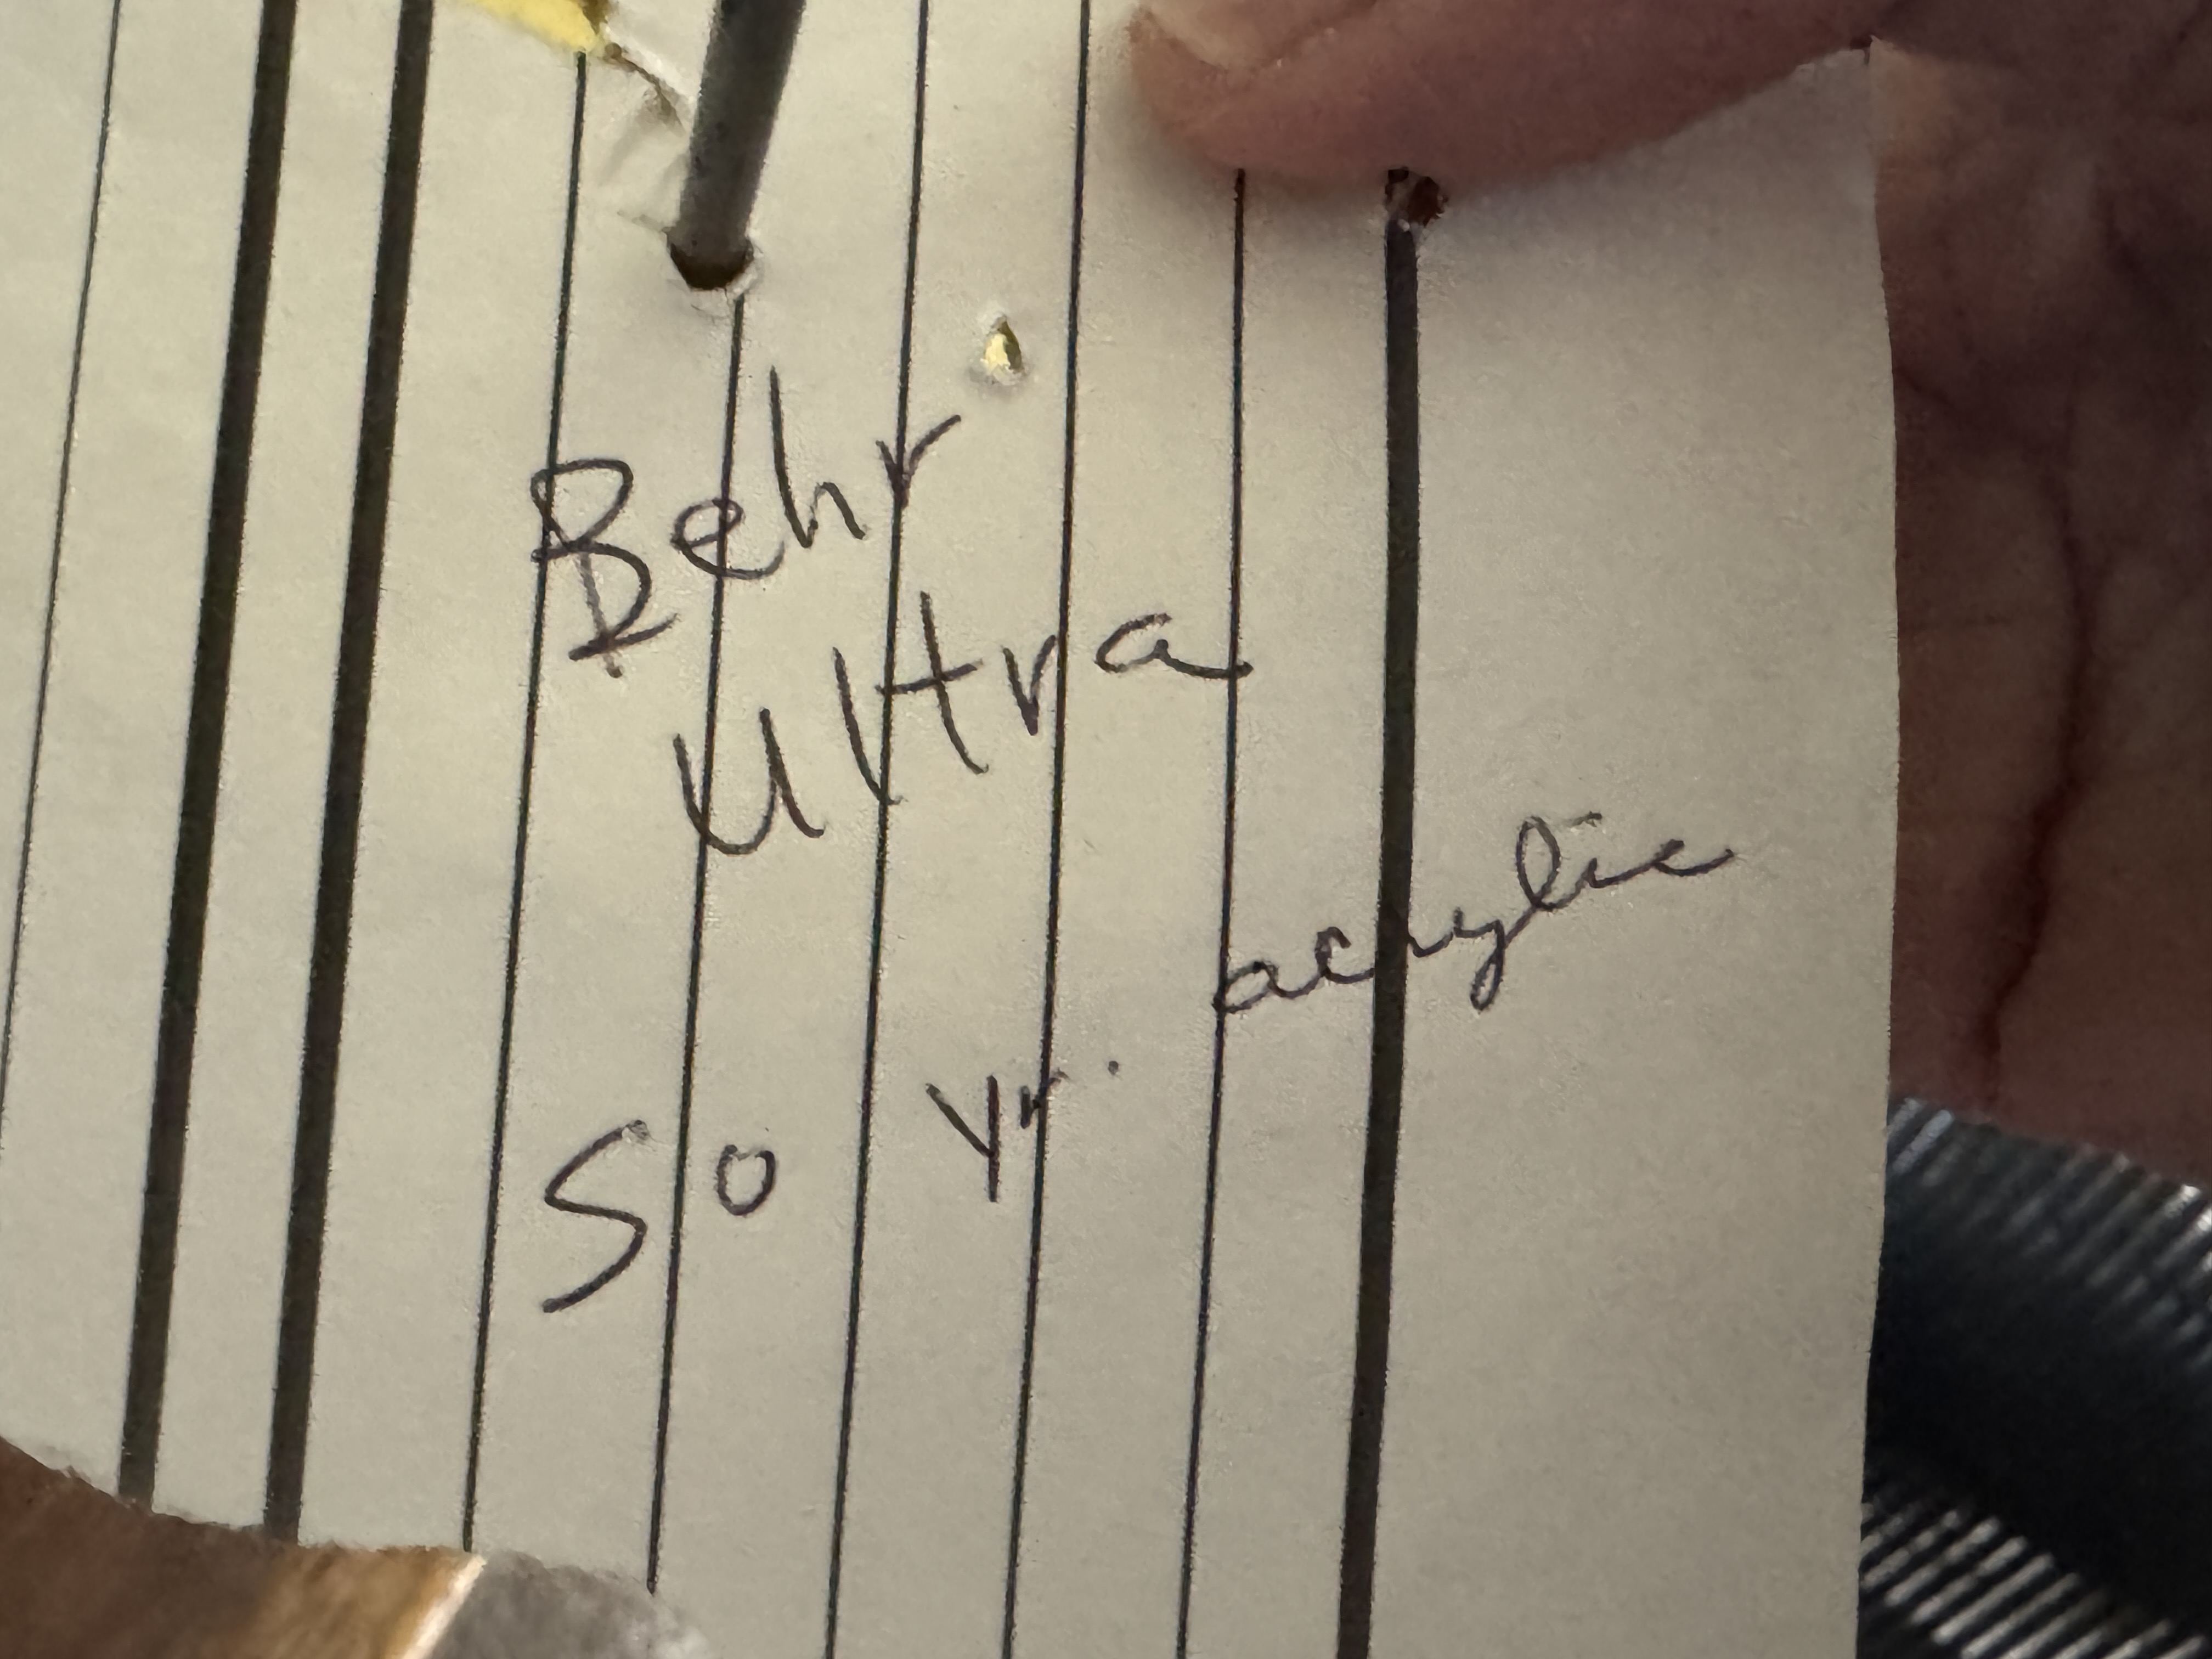 Behr
Ultra
50 yr. acrylic